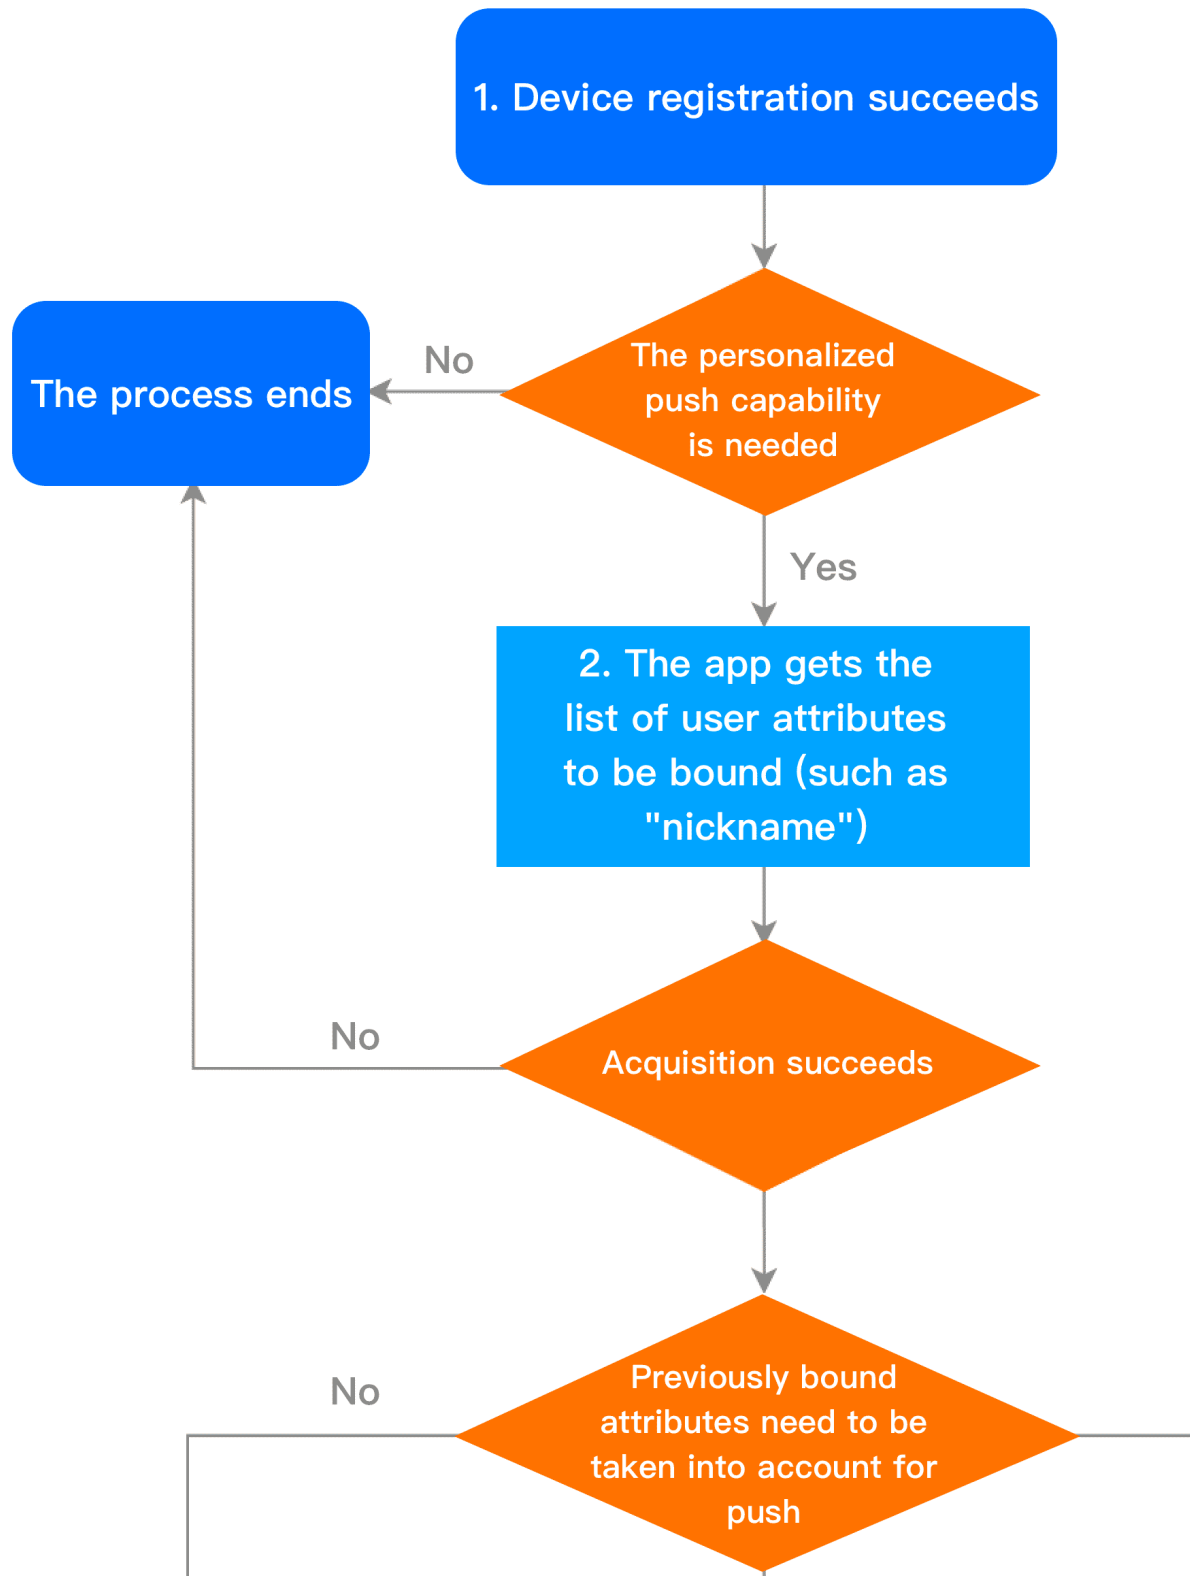 1. Device registration succeeds
The personalized
push capability
is needed
No
The process ends
Yes
2. The app gets the
list of user attributes
to be bound (such as
"nickname")
No
Acquisition succeeds
No
Previously bound
attributes need to be
taken into account for
push